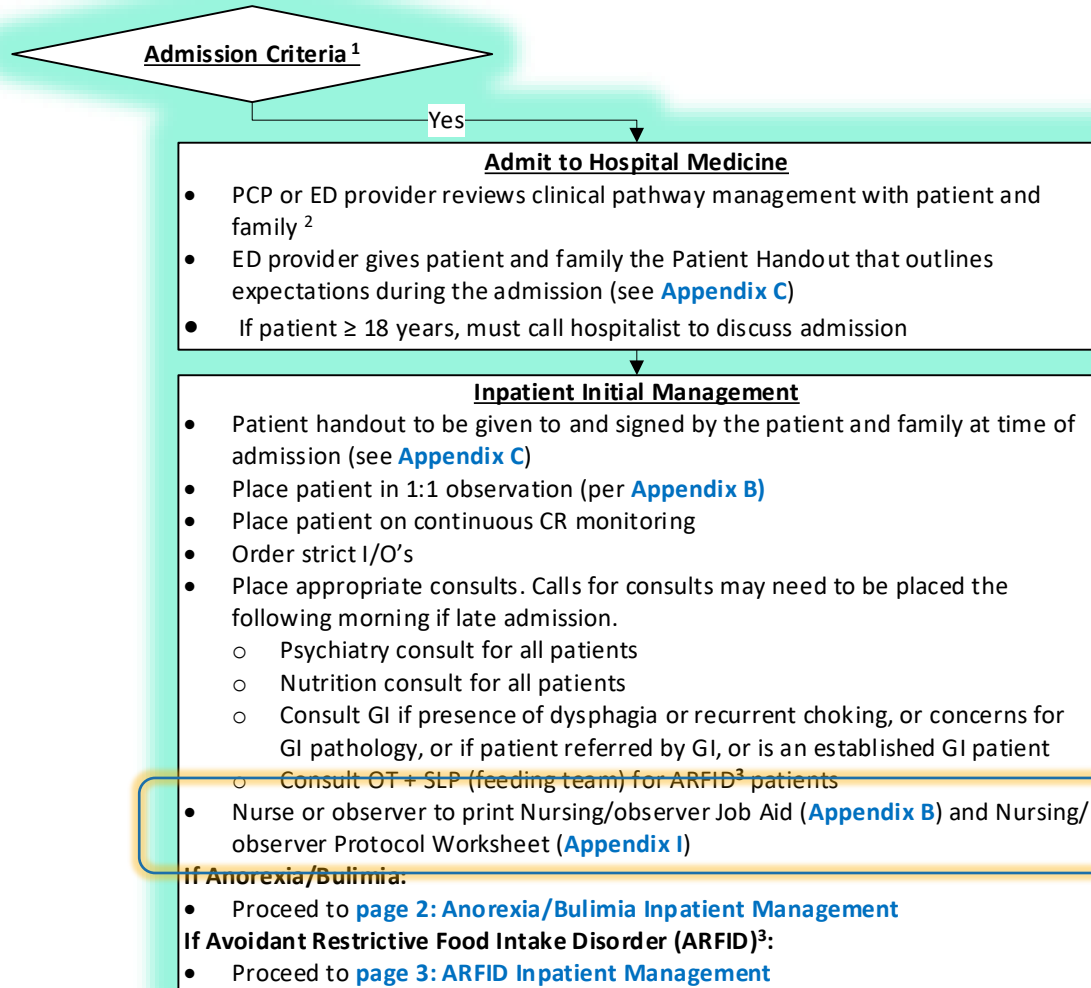 Admission Criteria ¹
Yes
Admit to Hospital Medicine
• PCP or ED provider reviews clinical pathway management with patient and
family ²
• ED provider gives patient and family the Patient Handout that outlines
expectations during the admission (see Appendix C)
• If patient ≥ 18 years, must call hospitalist to discuss admission
Inpatient Initial Management
• Patient handout to be given to and signed by the patient and family at time of
admission (see Appendix C)
• Place patient in 1:1 observation (per Appendix B)
• Place patient on continuous CR monitoring
• Order strict I/O's
• Place appropriate consults. Calls for consults may need to be placed the
following morning if late admission.
o Psychiatry consult for all patients
o Nutrition consult for all patients
o Consult GI if presence of dysphagia or recurrent choking, or concerns for
GI pathology, or if patient referred by GI, or is an established GI patient
o Consult OT + SLP (feeding team) for ARFID³ patients
• Nurse or observer to print Nursing/observer Job Aid (Appendix B) and Nursing/
observer Protocol Worksheet (Appendix I)
If Anorexia/Bulimia:
• Proceed to page 2: Anorexia/Bulimia Inpatient Management
If Avoidant Restrictive Food Intake Disorder (ARFID)³:
• Proceed to page 3: ARFID Inpatient Management